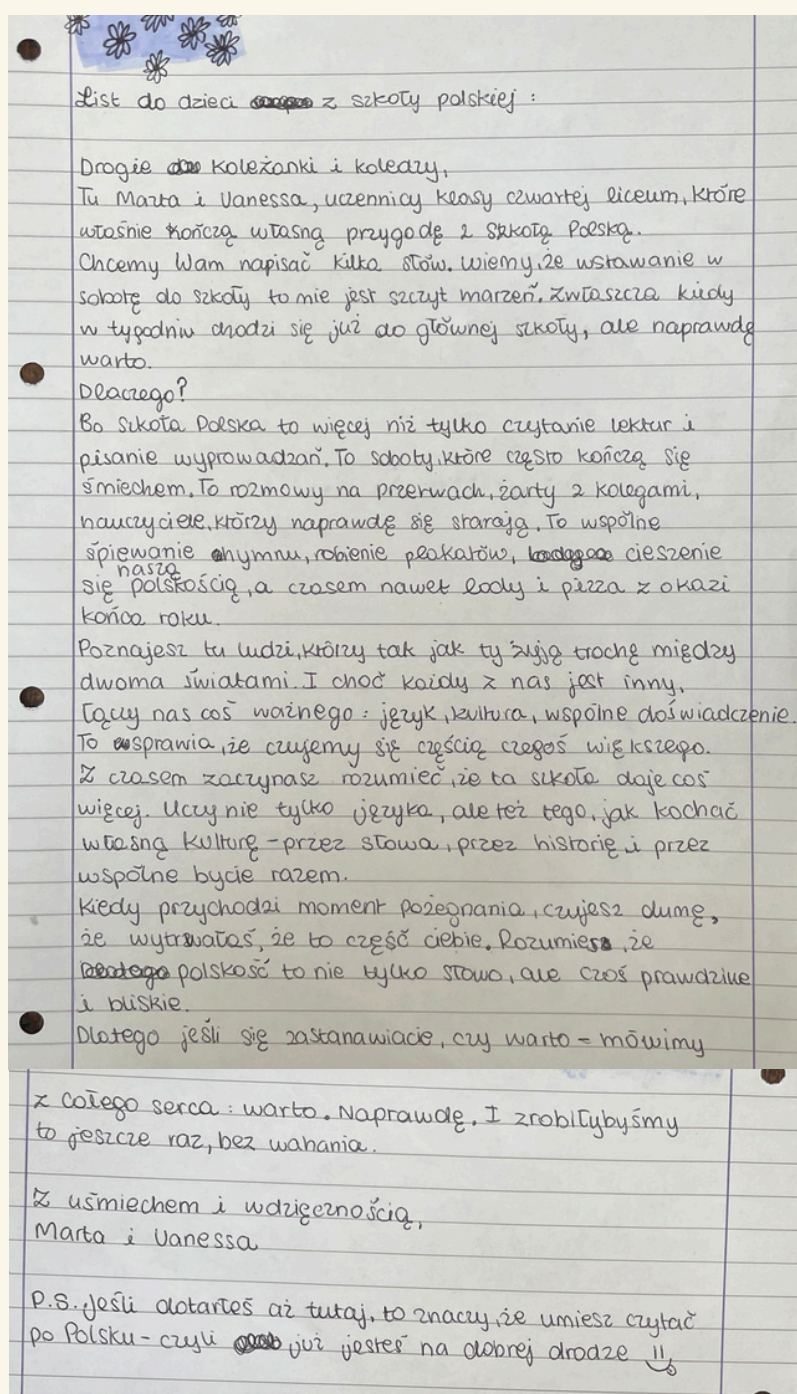 List do dzieci z szkoły polskiej :
Drogie koleżanki i koledzy,
Tu Marta i Vanessa, uczennicy klasy czwartej liceum, które
właśnie kończą własną przygodę z Szkołą Polską.
Chcemy Wam napisać kilka słów. Wiemy, że wstawanie w
sobotę do szkoły to nie jest szczyt marzeń. Zwłaszcza kiedy
w tygodniu chodzi się już do głównej szkoły, ale naprawdę
warto.
Dlaczego?
Bo Szkoła Polska to więcej niż tylko czytanie lektur i
pisanie wyprowadzań. To soboty, które często kończą się
śmiechem. To rozmowy na przerwach, żarty z kolegami,
nauczyciele, którzy naprawdę się starają. To wspólne
śpiewanie hymnu, robienie plakatów, cieszenie
się naszą polskością, a czasem nawet lody i pizza z okazi
końca roku.
Poznajesz tu ludzi, którzy tak jak ty żyją trochę między
dwoma światami. I choć każdy z nas jest inny,
łączy nas coś ważnego : język, kultura, wspólne doświadczenie.
To sprawia, że czujemy się częścią czegoś większego.
Z czasem zaczynasz rozumieć, że ta szkoła daje coś
więcej. Uczy nie tylko języka, ale też tego, jak kochać
własną kulturę - przez słowa, przez historię i przez
wspólne bycie razem.
Kiedy przychodzi moment pożegnania, czujesz dumę,
że wytrwałaś, że to część ciebie. Rozumiesz, że
polskość to nie tylko słowo, ale czoś prawdziwe
i bliskie.
Dlatego jeśli się zastanawiacie, czy warto - mówimy
z całego serca : warto. Naprawdę. I zrobiłybyśmy
to jeszcze raz, bez wahania.
Z uśmiechem i wdzięcznością,
Marta i Vanessa
P.S. Jeśli dotarłeś aż tutaj, to znaczy, że umiesz czytać
po Polsku - czyli już jesteś na dobrej drodze